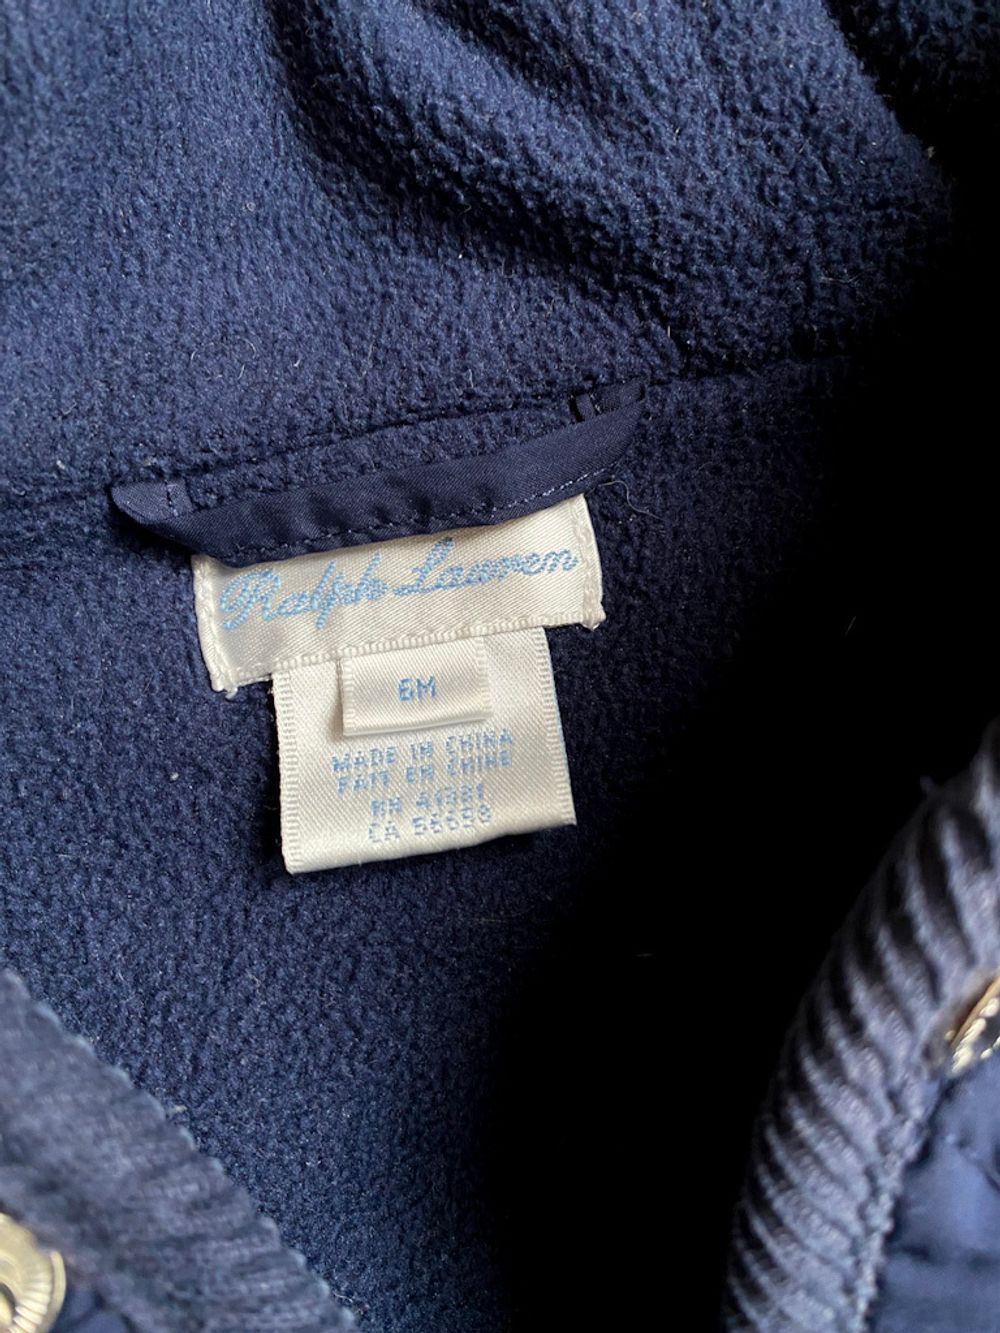 Ralph Lauren
6M
MADE IN CHINA
FAIT EN CHINE
RN 41381
CA 56658